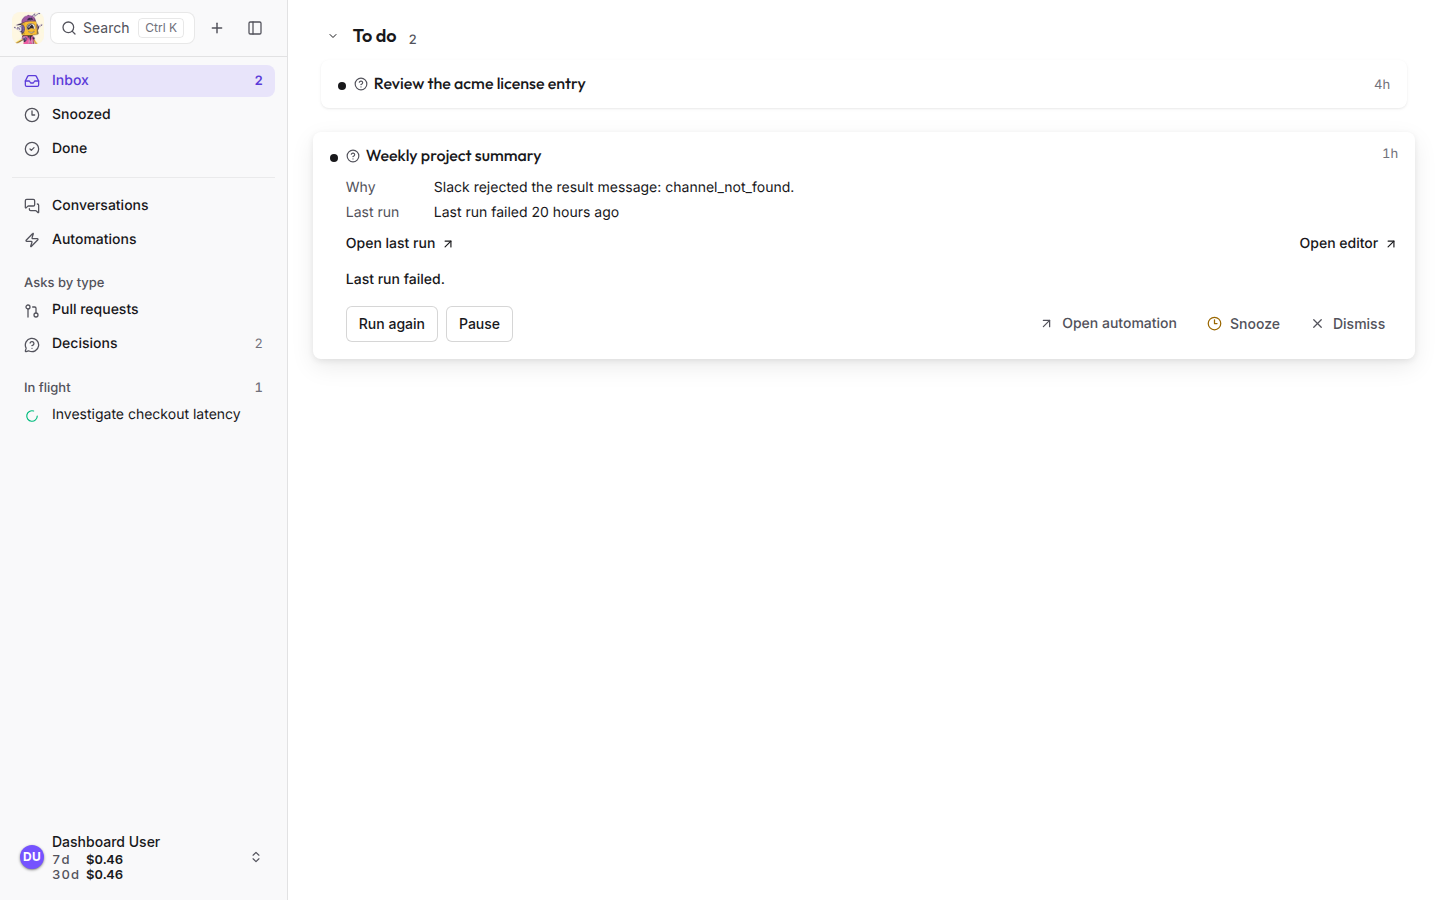 Search Ctrl K
Inbox 2
Snoozed
Done
Conversations
Automations
Asks by type
Pull requests
Decisions 2
In flight 1
Investigate checkout latency
Dashboard User
DU
7d $0.46
30d $0.46
To do 2
Review the acme license entry 4h
Weekly project summary 1h
Why Slack rejected the result message: channel_not_found.
Last run Last run failed 20 hours ago
Open last run Open editor
Last run failed.
Run again Pause Open automation Snooze Dismiss